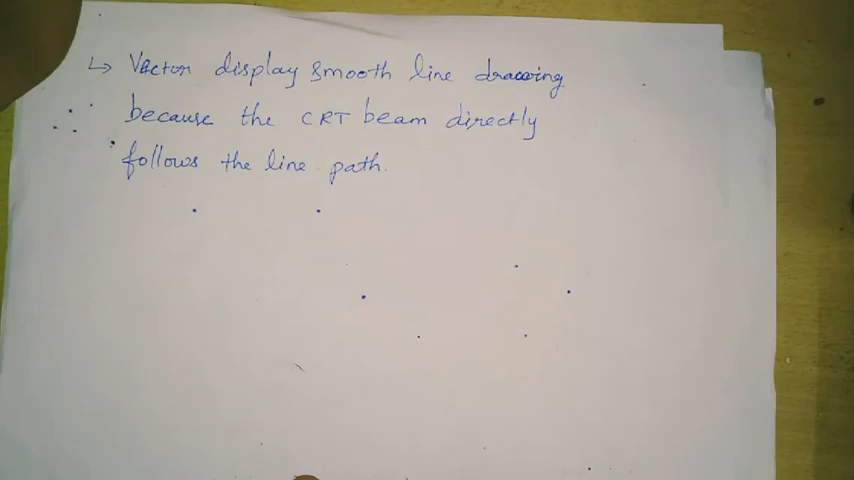 ↳ Vector display smooth line drawing
because the CRT beam directly
follows the line path.